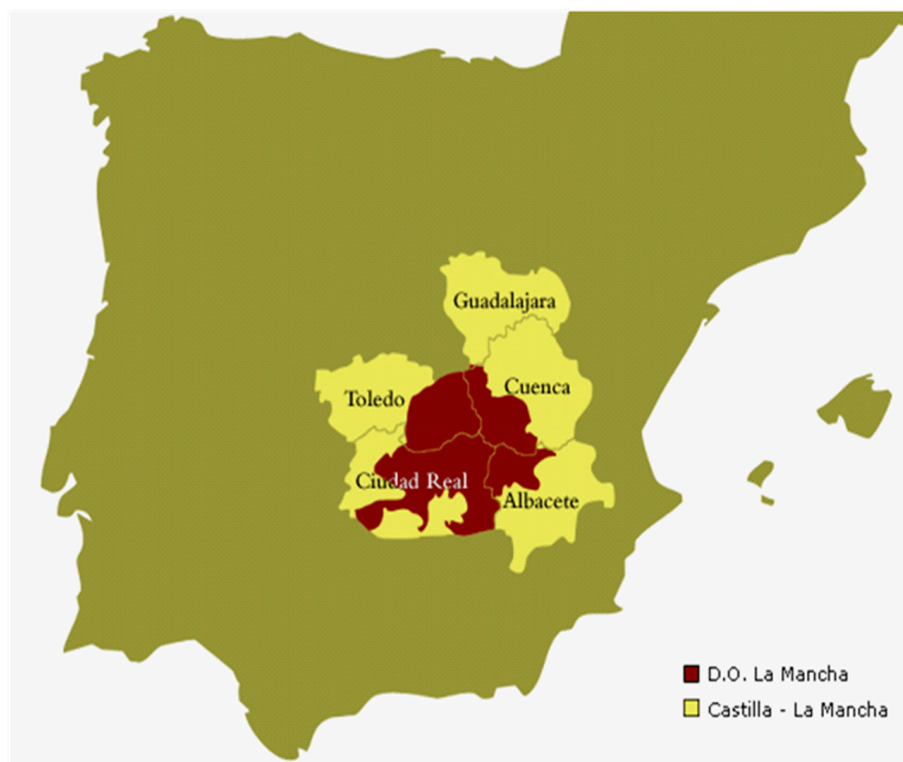 Guadalajara
Cuenca
Toledo
Ciudad Real
Albacete
D.O. La Mancha
Castilla - La Mancha